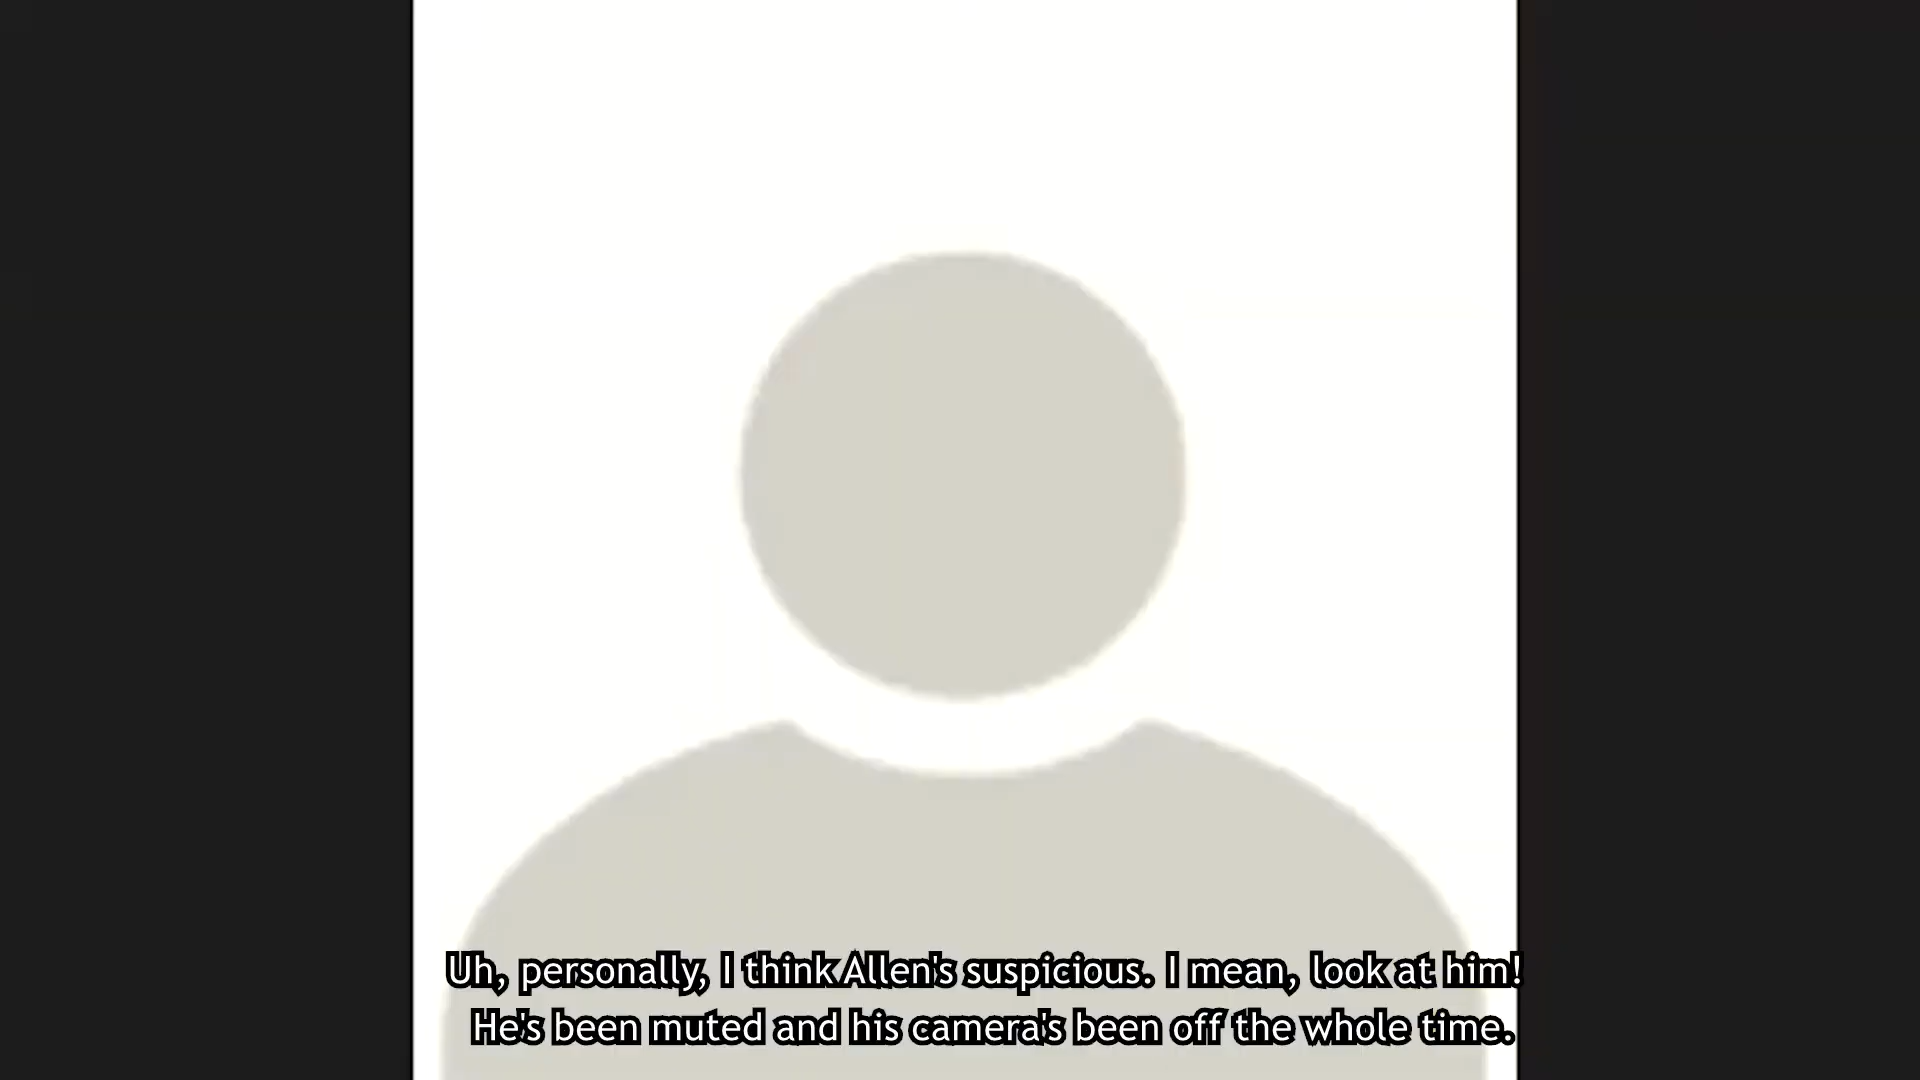 Uh, personally, I think Allen's suspicious. I mean, look at him!
He's been muted and his camera's been off the whole time.